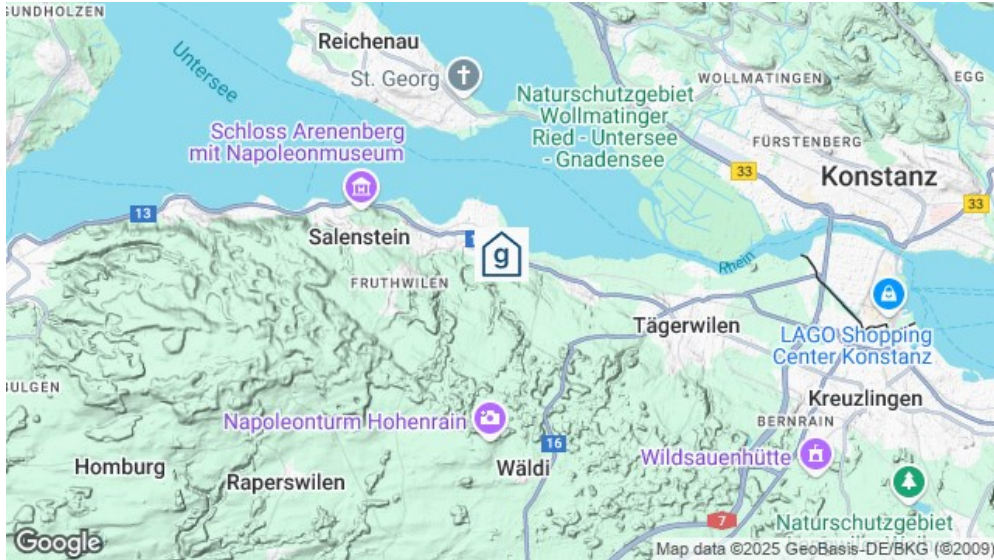 GUNDHOLZEN
Reichenau
St. Georg
Untersee
WOLLMATINGEN
EGG
Naturschutzgebiet
Wollmatinger
Ried - Untersee
- Gnadensee
FÜRSTENBERG
Schloss Arenenberg
mit Napoleonmuseum
33
Konstanz
33
13
Salenstein
g
Rhein
FRUTHWILEN
Tägerwilen
LAGO Shopping
Center Konstanz
BULGEN
Kreuzlingen
Napoleonturm Hohenrain
BERNRAIN
16
Wildsauenhütte
Homburg
Wäldi
Raperswilen
7
Naturschutzgebiet
Google
Map data ©2025 GeoBasis-DE/BKG (©2009)